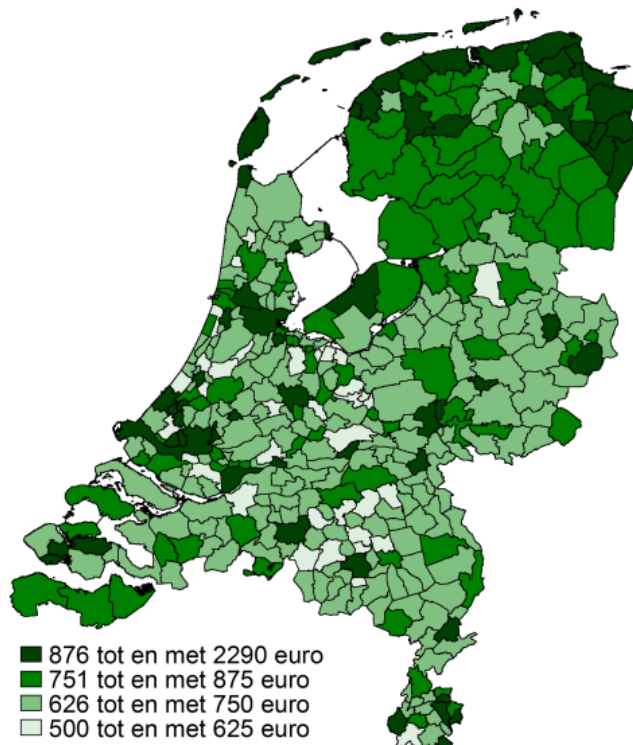 876 tot en met 2290 euro
751 tot en met 875 euro
626 tot en met 750 euro
500 tot en met 625 euro